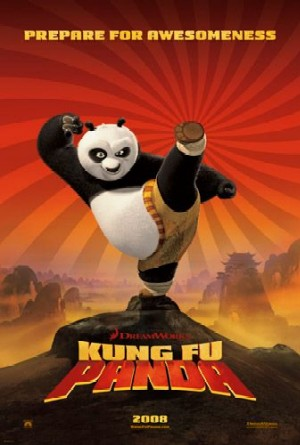 PREPARE FOR AWESOMENESS
DREAMWORKS
KUNG FU
PANDA
2008